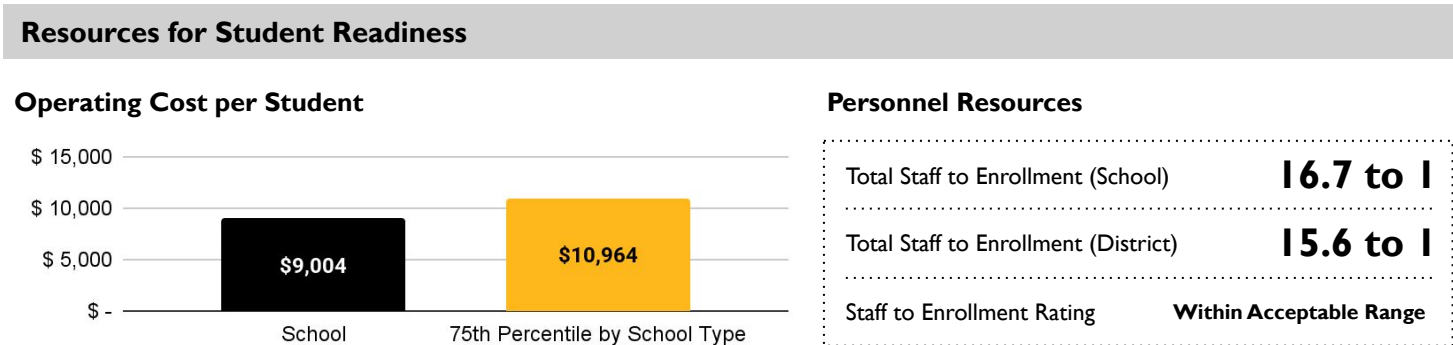 Resources for Student Readiness
Operating Cost per Student
$ 15,000
$ 10,000
$ 5,000
$ -
$9,004
$10,964
School
75th Percentile by School Type
Personnel Resources
Total Staff to Enrollment (School) 16.7 to 1
Total Staff to Enrollment (District) 15.6 to 1
Staff to Enrollment Rating Within Acceptable Range